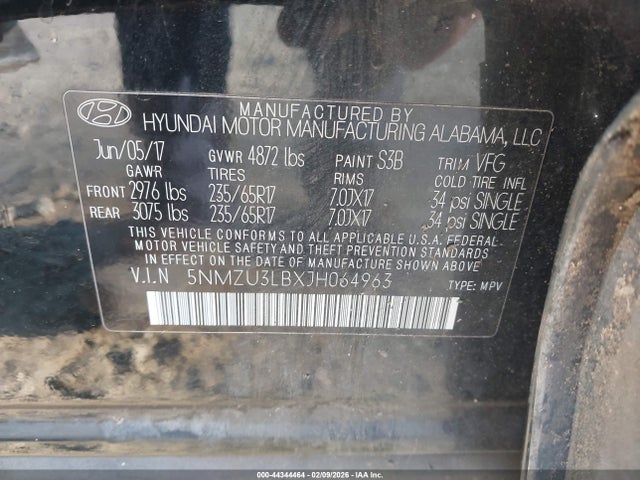 MANUFACTURED BY
HYUNDAI MOTOR MANUFACTURING ALABAMA, LLC
Jun/05/17 GVWR 4872 lbs PAINT S3B TRIM VFG
GAWR TIRES RIMS COLD TIRE INFL
FRONT 2976 lbs 235/65R17 7.0JX17 34 psi SINGLE
REAR 3075 lbs 235/65R17 7.0JX17 34 psi SINGLE
THIS VEHICLE CONFORMS TO ALL APPLICABLE U.S.A. FEDERAL
MOTOR VEHICLE SAFETY AND THEFT PREVENTION STANDARDS
IN EFFECT ON THE DATE OF MANUFACTURE SHOWN ABOVE
V.I.N 5NMZU3LBXJH064963
TYPE: MPV
000-44344464 - 02/09/2026 - IAA Inc.